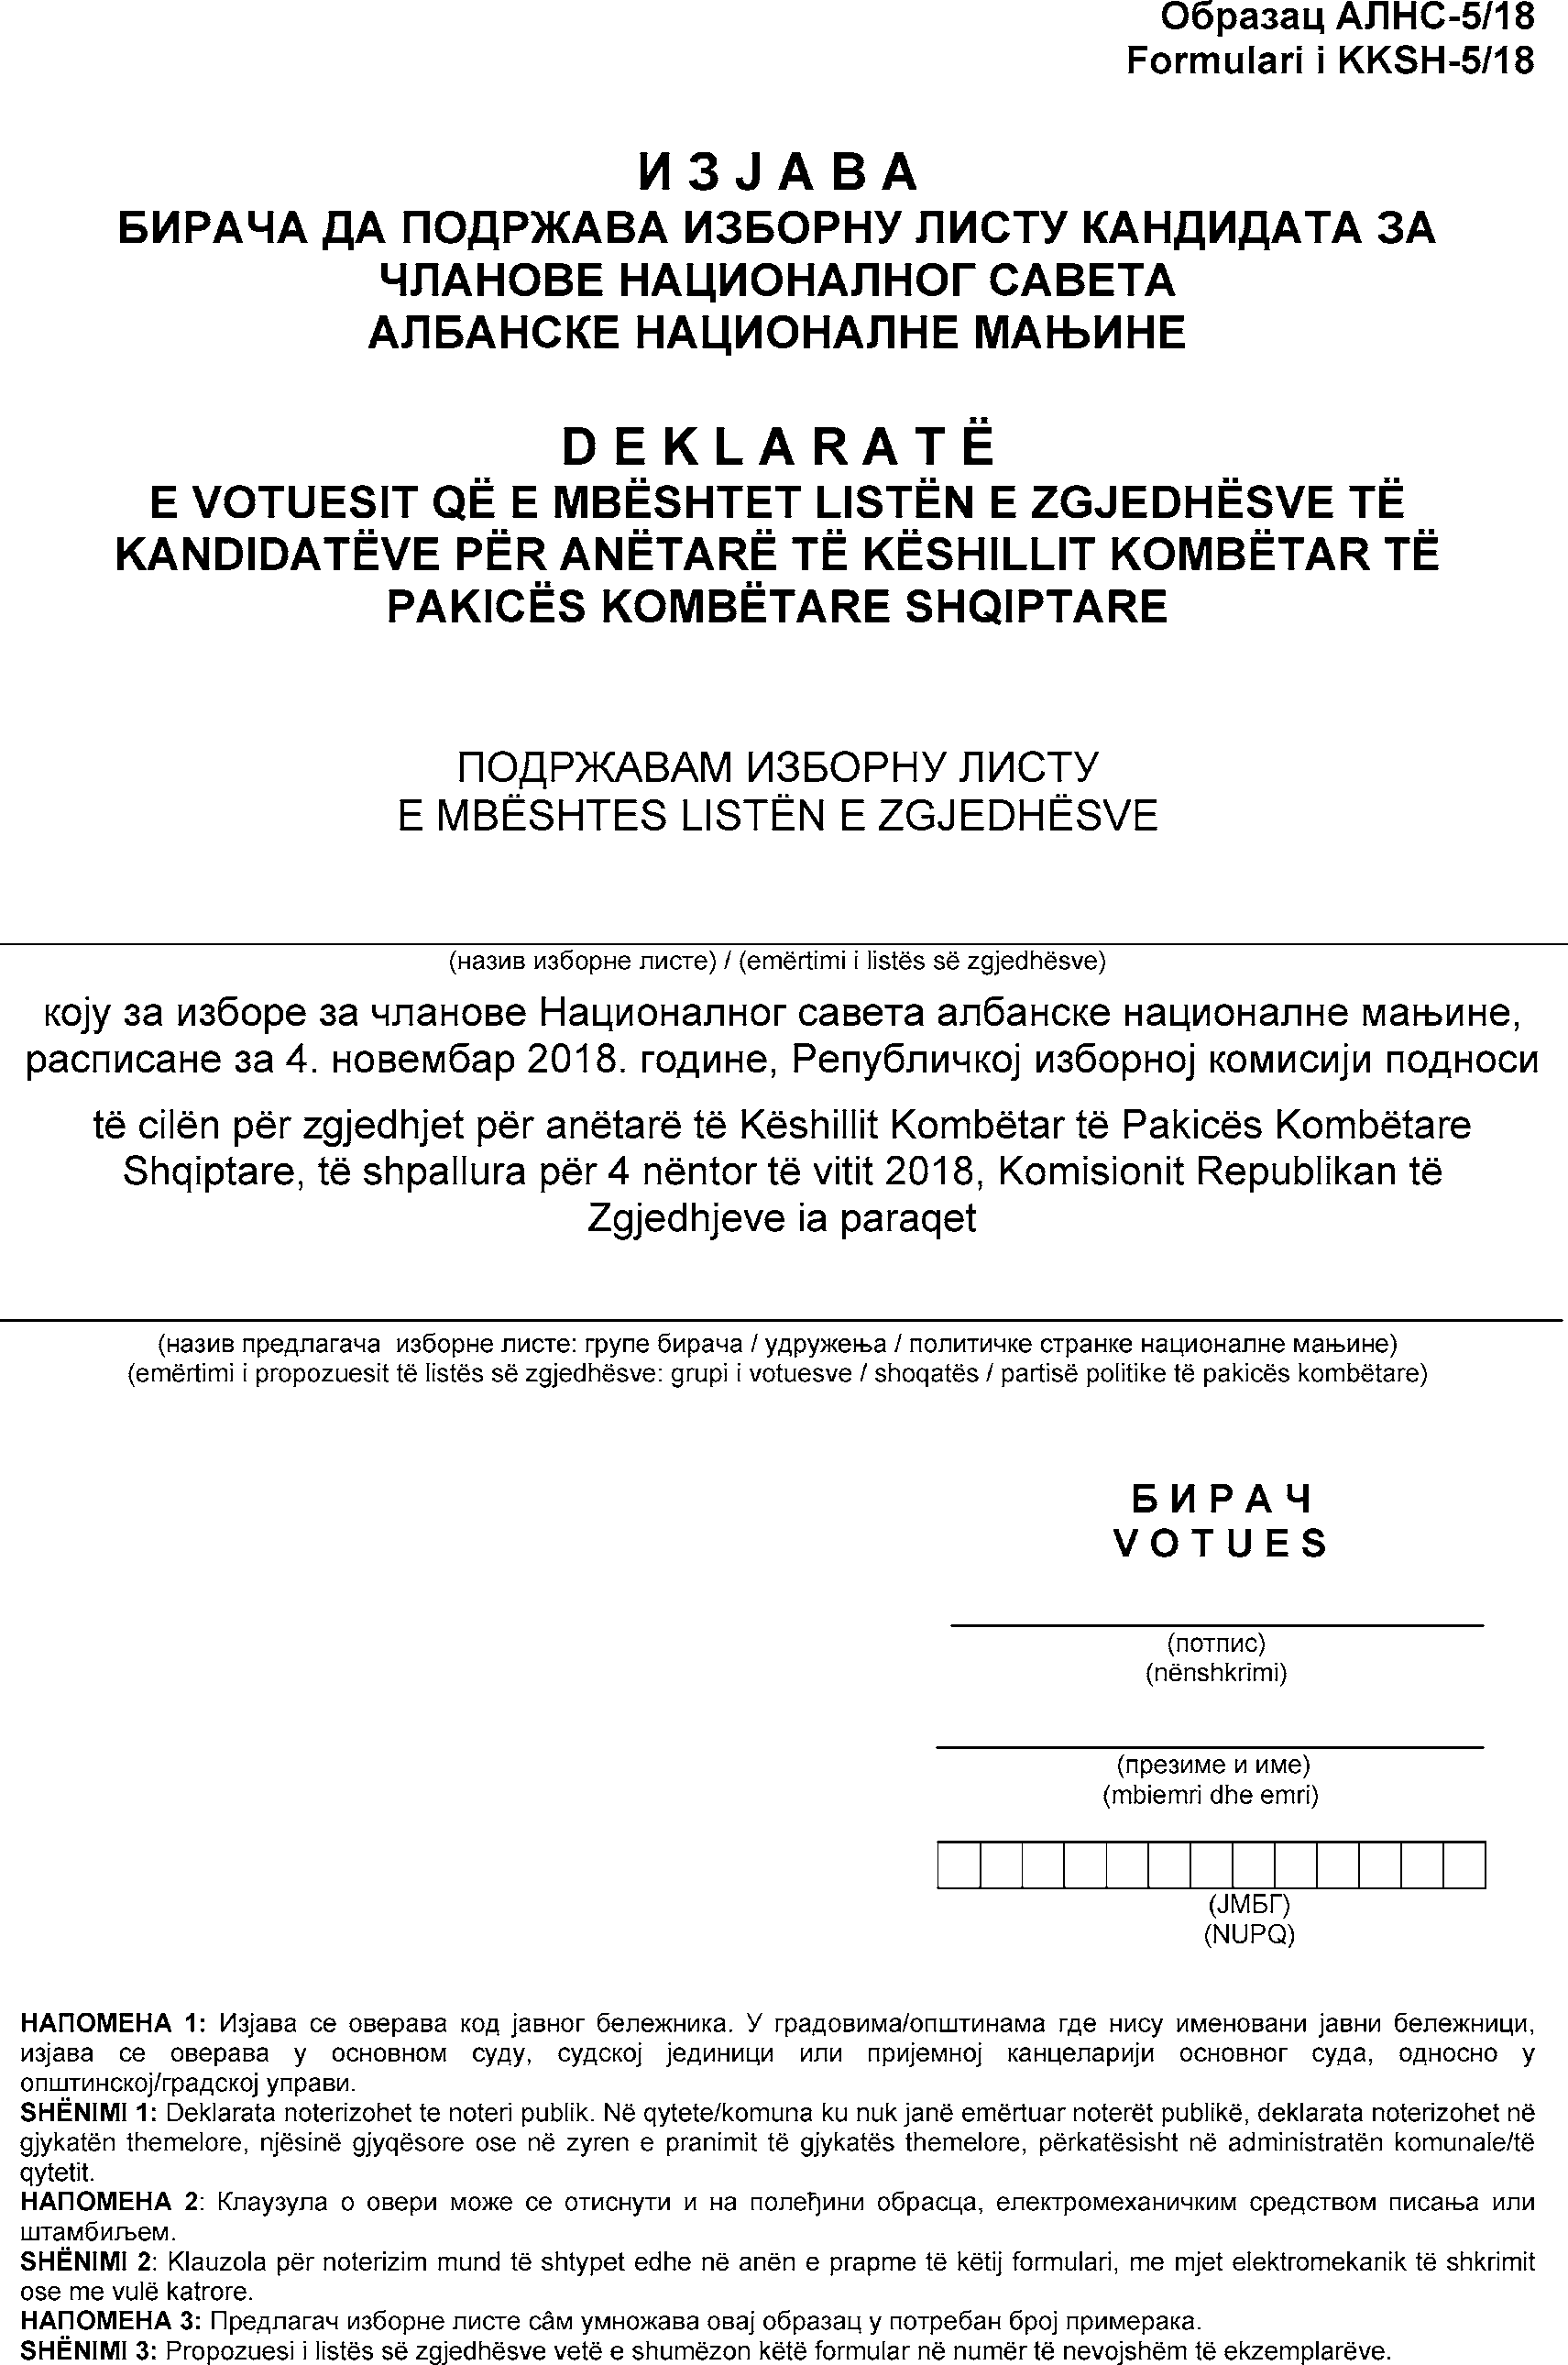 Образац АЛНС-5/18
Formulari i KKSH-5/18
И З Ј А В А
БИРАЧА ДА ПОДРЖАВА ИЗБОРНУ ЛИСТУ КАНДИДАТА ЗА
ЧЛАНОВЕ НАЦИОНАЛНОГ САВЕТА
АЛБАНСКЕ НАЦИОНАЛНЕ МАЊИНЕ
D E K L A R A T Ë
E VOTUESIT QË E MBËSHTET LISTËN E ZGJEDHËSVE TË
KANDIDATËVE PËR ANËTARË TË KËSHILLIT KOMBËTAR TË
PAKICËS KOMBËTARE SHQIPTARE
ПОДРЖАВАМ ИЗБОРНУ ЛИСТУ
E MBËSHTES LISTËN E ZGJEDHËSVE
(назив изборне листе) / (emërtimi i listës së zgjedhësve)
коју за изборе за чланове Националног савета албанске националне мањине,
расписане за 4. новембар 2018. године, Републичкој изборној комисији подноси
të cilën për zgjedhjet për anëtarë të Këshillit Kombëtar të Pakicës Kombëtare
Shqiptare, të shpallura për 4 nëntor të vitit 2018, Komisionit Republikan të
Zgjedhjeve ia paraqet
(назив предлагача изборне листе: групе бирача / удружења / политичке странке националне мањине)
(emërtimi i propozuesit të listës së zgjedhësve: grupi i votuesve / shoqatës / partisë politike të pakicës kombëtare)
Б И Р А Ч
V O T U E S
(потпис)
(nënshkrimi)
(презиме и име)
(mbiemri dhe emri)
(ЈМБГ)
(NUPQ)
НАПОМЕНА 1: Изјава се оверава код јавног бележника. У градовима/општинама где нису именовани јавни бележници,
изјава се оверава у основном суду, судској јединици или пријемној канцеларији основног суда, односно у
општинској/градској управи.
SHËNIMI 1: Deklarata noterizohet te noteri publik. Në qytete/komuna ku nuk janë emërtuar noterët publikë, deklarata noterizohet në
gjykatën themelore, njësinë gjyqësore ose në zyren e pranimit të gjykatës themelore, përkatësisht në administratën komunale/të
qytetit.
НАПОМЕНА 2: Клаузула о овери може се отиснути и на полеђини обрасца, електромеханичким средством писања или
штамбиљем.
SHËNIMI 2: Klauzola për noterizim mund të shtypet edhe në anën e prapme të këtij formulari, me mjet elektromekanik të shkrimit
ose me vulë katrore.
НАПОМЕНА 3: Предлагач изборне листе сâм умножава овај образац у потребан број примерака.
SHËNIMI 3: Propozuesi i listës së zgjedhësve vetë e shumëzon këtë formular në numër të nevojshëm të ekzemplarëve.